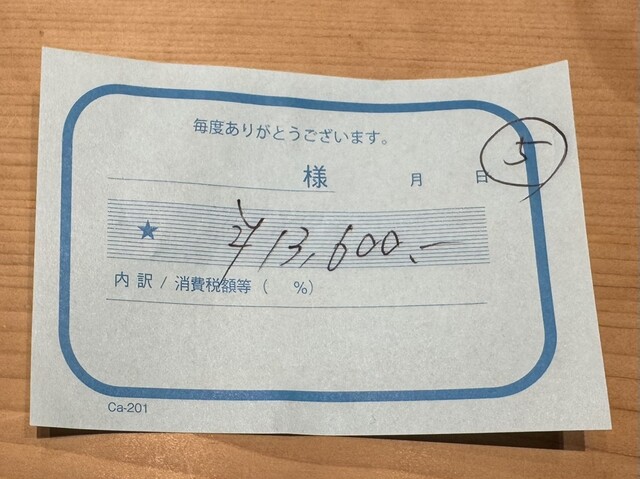 毎度ありがとうございます。
5
様 月 日
★ ¥13,600.-
内 訳 / 消費税額等 ( %)
Ca-201